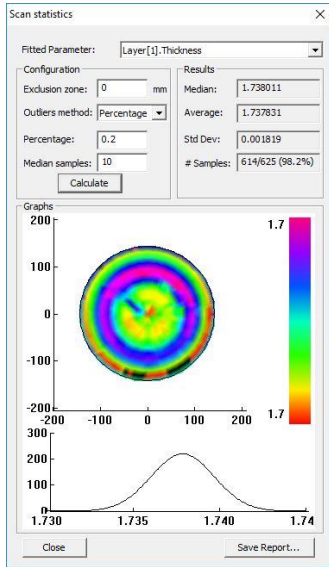 Scan statistics
Fitted Parameter: Layer[1].Thickness
Configuration
Exclusion zone: 0 mm
Outliers method: Percentage
Percentage: 0.2
Median samples: 10
Calculate
Results
Median: 1.738011
Average: 1.737831
Std Dev: 0.001819
# Samples: 614/625 (98.2%)
Graphs
200
100
0
-100
-200
-200 -100 0 100 200
1.7
1.7
300
200
100
0
1.730 1.735 1.740 1.74
Close Save Report...